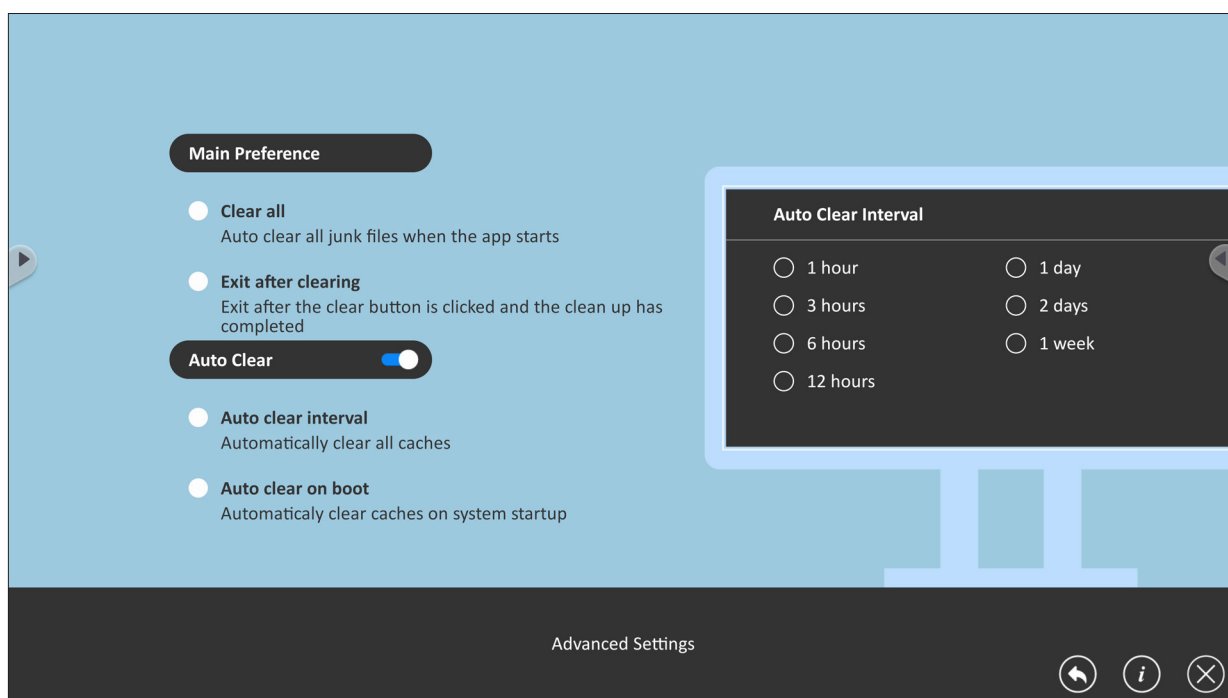 Main Preference
Clear all
Auto clear all junk files when the app starts
Exit after clearing
Exit after the clear button is clicked and the clean up has
completed
Auto Clear
Auto clear interval
Automatically clear all caches
Auto clear on boot
Automaticaly clear caches on system startup
Auto Clear Interval
1 hour
3 hours
6 hours
12 hours
1 day
2 days
1 week
Advanced Settings
i